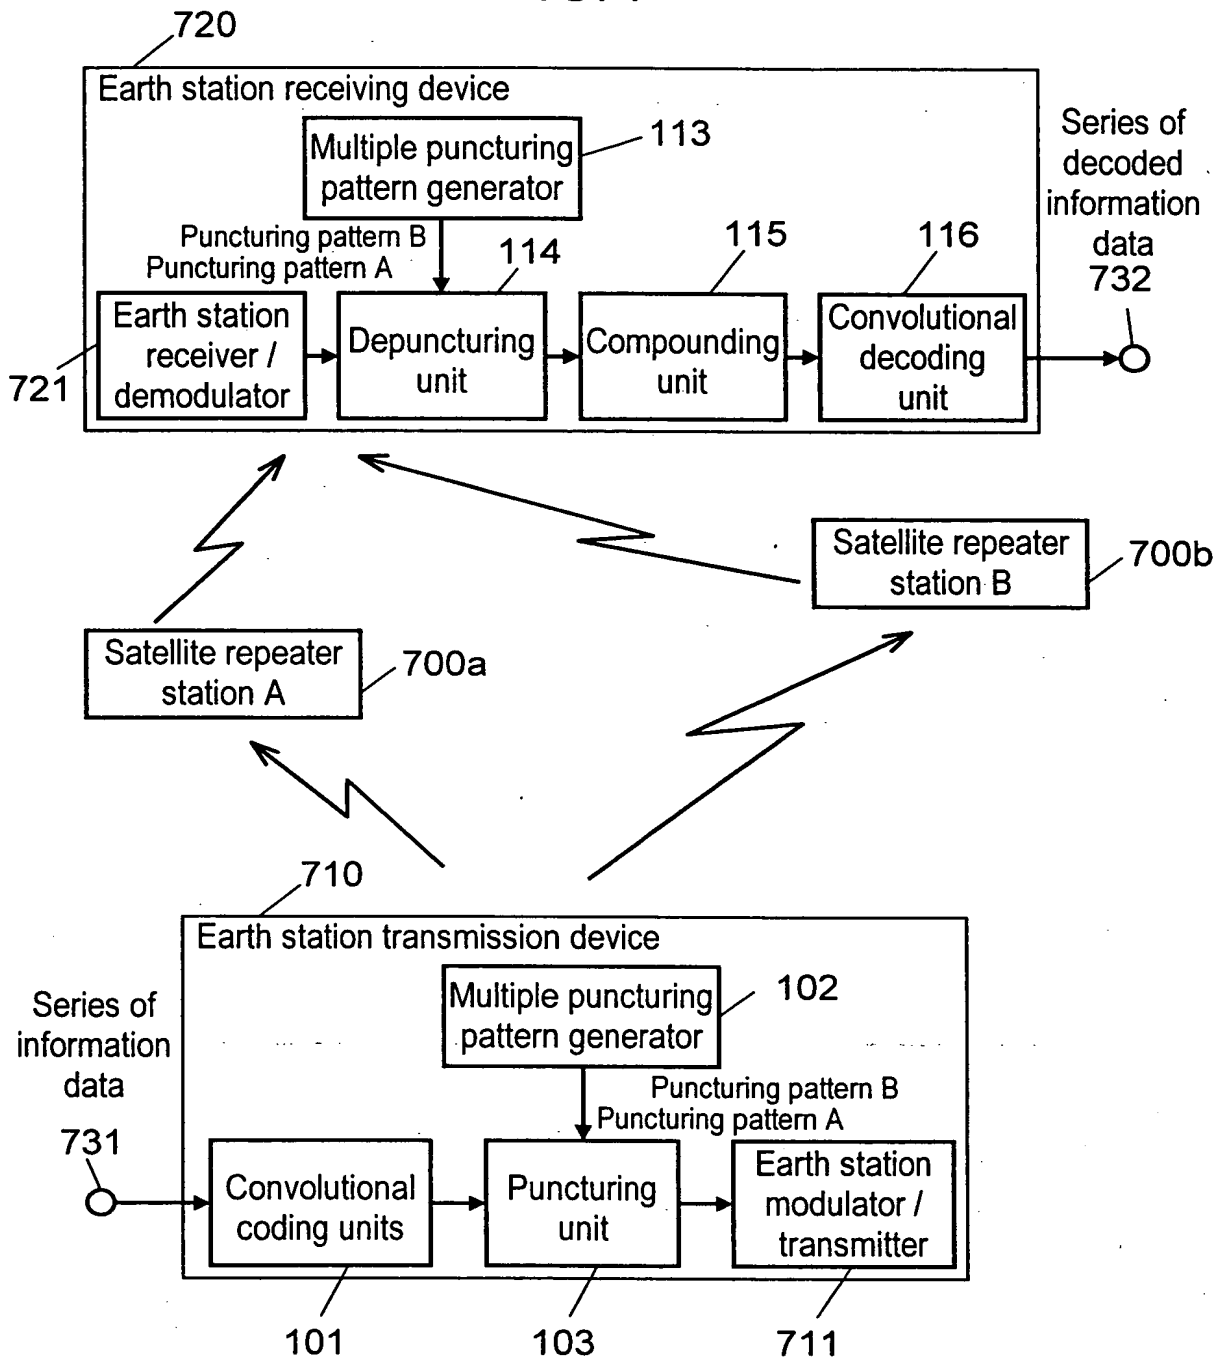 720
Earth station receiving device
Multiple puncturing
pattern generator
113
Puncturing pattern B
Puncturing pattern A
114
115
116
Series of
decoded
information
data
732
Earth station
receiver /
demodulator
721
Depuncturing
unit
Compounding
unit
Convolutional
decoding
unit
Satellite repeater
station B
700b
Satellite repeater
station A
700a
710
Earth station transmission device
Multiple puncturing
pattern generator
102
Series of
information
data
731
Puncturing pattern B
Puncturing pattern A
Convolutional
coding units
Puncturing
unit
Earth station
modulator /
transmitter
101
103
711